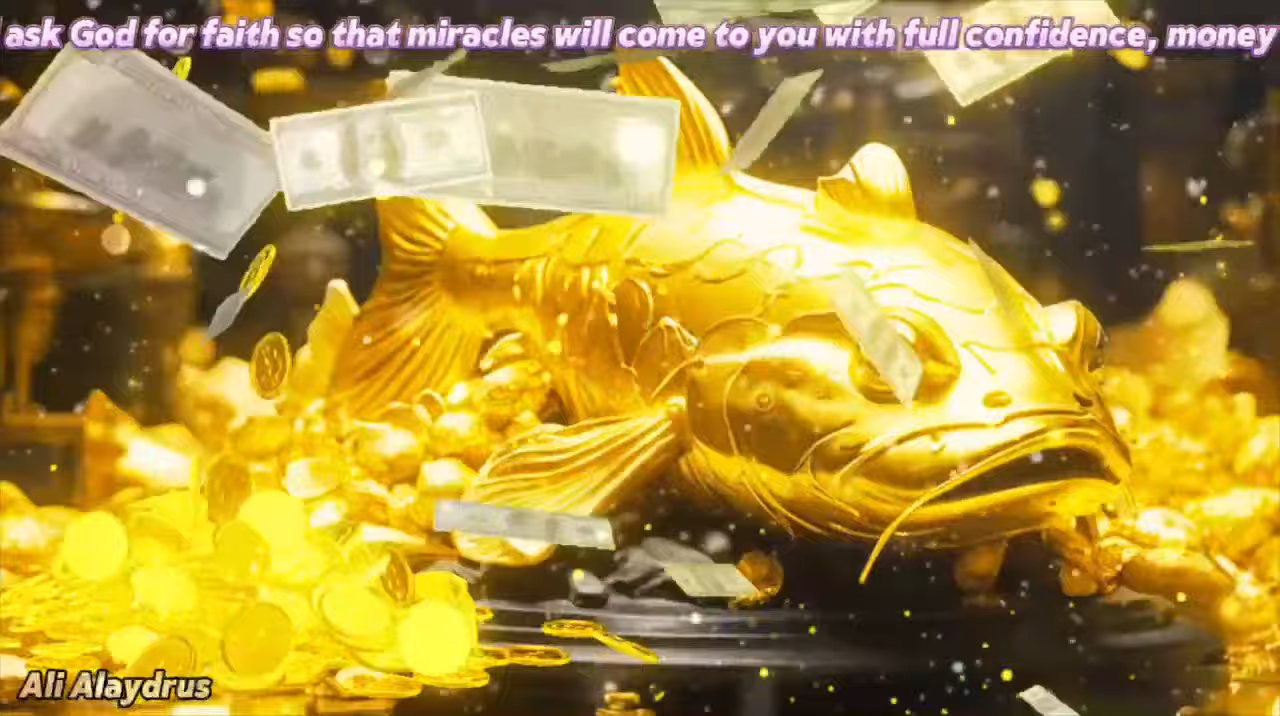 ask God for faith so that miracles will come to you with full confidence, money
Ali Alaydrus